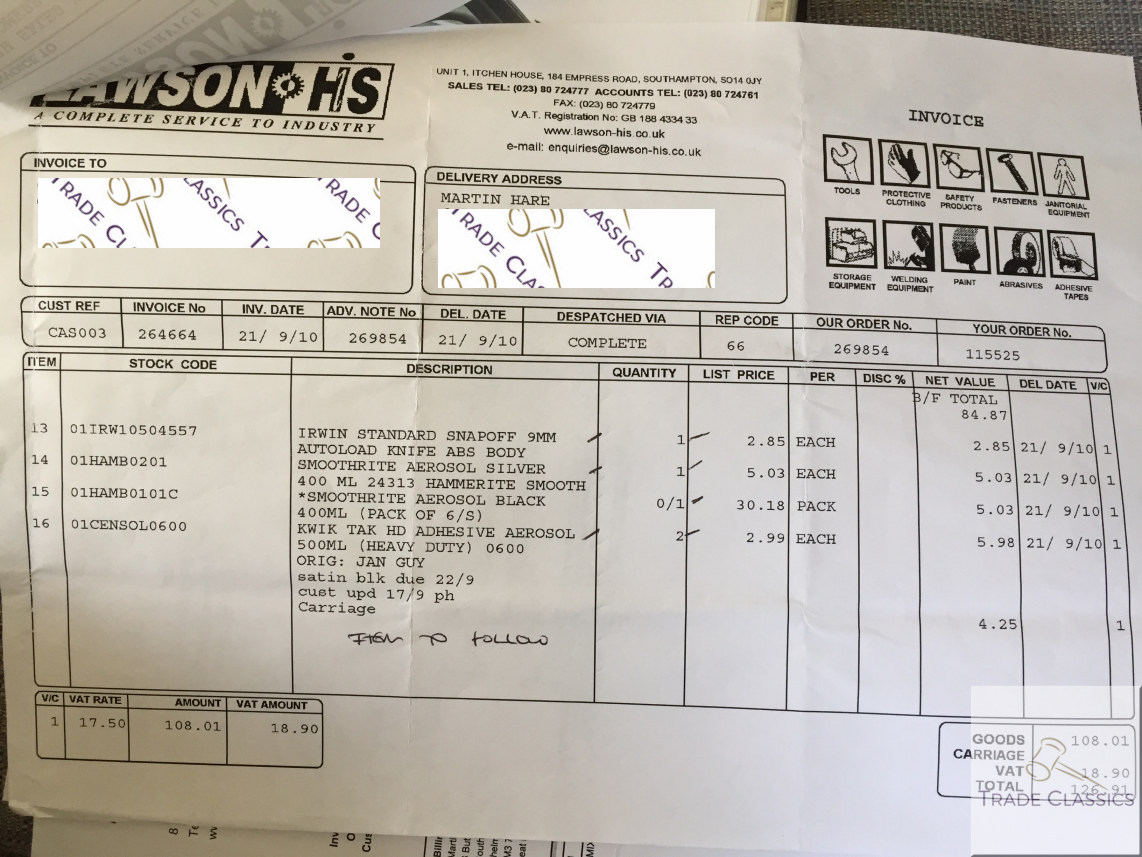 LAWSON HIS
A COMPLETE SERVICE TO INDUSTRY
UNIT 1, ITCHEN HOUSE, 184 EMPRESS ROAD, SOUTHAMPTON, SO14 0JY
SALES TEL: (023) 80 724777 ACCOUNTS TEL: (023) 80 724761
FAX: (023) 80 724779
V.A.T. Registration No: GB 188 4334 33
www.lawson-his.co.uk
e-mail: enquiries@lawson-his.co.uk
INVOICE
TOOLS
PROTECTIVE CLOTHING
SAFETY PRODUCTS
FASTENERS
JANITORIAL EQUIPMENT
STORAGE EQUIPMENT
WELDING EQUIPMENT
PAINT
ABRASIVES
ADHESIVE TAPES
INVOICE TO
TRADE CLASSICS TRADE
DELIVERY ADDRESS
MARTIN HARE
TRADE CLASSICS
CUST REF INVOICE No INV. DATE ADV. NOTE No DEL. DATE DESPATCHED VIA REP CODE OUR ORDER No. YOUR ORDER No.
CAS003 264664 21/ 9/10 269854 21/ 9/10 COMPLETE 66 269854 115525
ITEM STOCK CODE DESCRIPTION QUANTITY LIST PRICE PER DISC % NET VALUE DEL DATE V/C
B/F TOTAL
84.87
13 01IRW10504557 IRWIN STANDARD SNAPOFF 9MM 1 2.85 EACH 2.85 21/ 9/10 1
AUTOLOAD KNIFE ABS BODY
14 01HAMB0201 SMOOTHRITE AEROSOL SILVER 1 5.03 EACH 5.03 21/ 9/10 1
400 ML 24313 HAMMERITE SMOOTH
15 01HAMB0101C *SMOOTHRITE AEROSOL BLACK 0/1 30.18 PACK 5.03 21/ 9/10 1
400ML (PACK OF 6/S)
16 01CENSOL0600 KWIK TAK HD ADHESIVE AEROSOL 2 2.99 EACH 5.98 21/ 9/10 1
500ML (HEAVY DUTY) 0600
ORIG: JAN GUY
satin blk due 22/9
cust upd 17/9 ph
Carriage 4.25 1
ITEM TO FOLLOW
V/C VAT RATE AMOUNT VAT AMOUNT
1 17.50 108.01 18.90
GOODS 108.01
CARRIAGE
VAT 18.90
TOTAL 126.91
TRADE CLASSICS